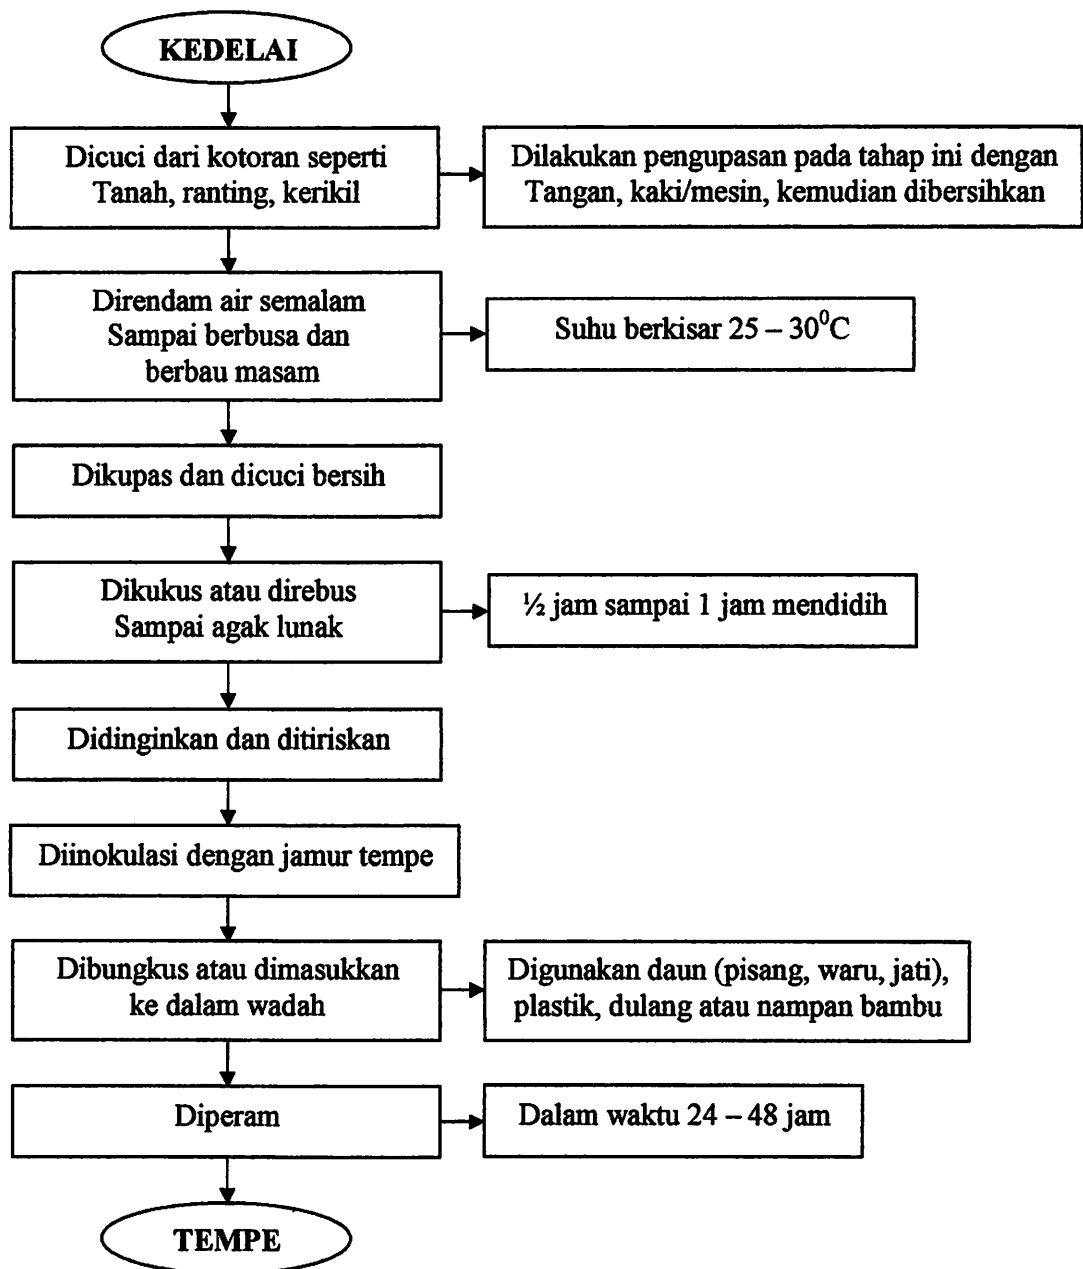 KEDELAI
Dicuci dari kotoran seperti
Tanah, ranting, kerikil
Dilakukan pengupasan pada tahap ini dengan
Tangan, kaki/mesin, kemudian dibersihkan
Direndam air semalam
Sampai berbusa dan
berbau masam
Suhu berkisar 25 – 30⁰C
Dikupas dan dicuci bersih
Dikukus atau direbus
Sampai agak lunak
½ jam sampai 1 jam mendidih
Didinginkan dan ditiriskan
Diinokulasi dengan jamur tempe
Dibungkus atau dimasukkan
ke dalam wadah
Digunakan daun (pisang, waru, jati),
plastik, dulang atau nampan bambu
Diperam
Dalam waktu 24 – 48 jam
TEMPE